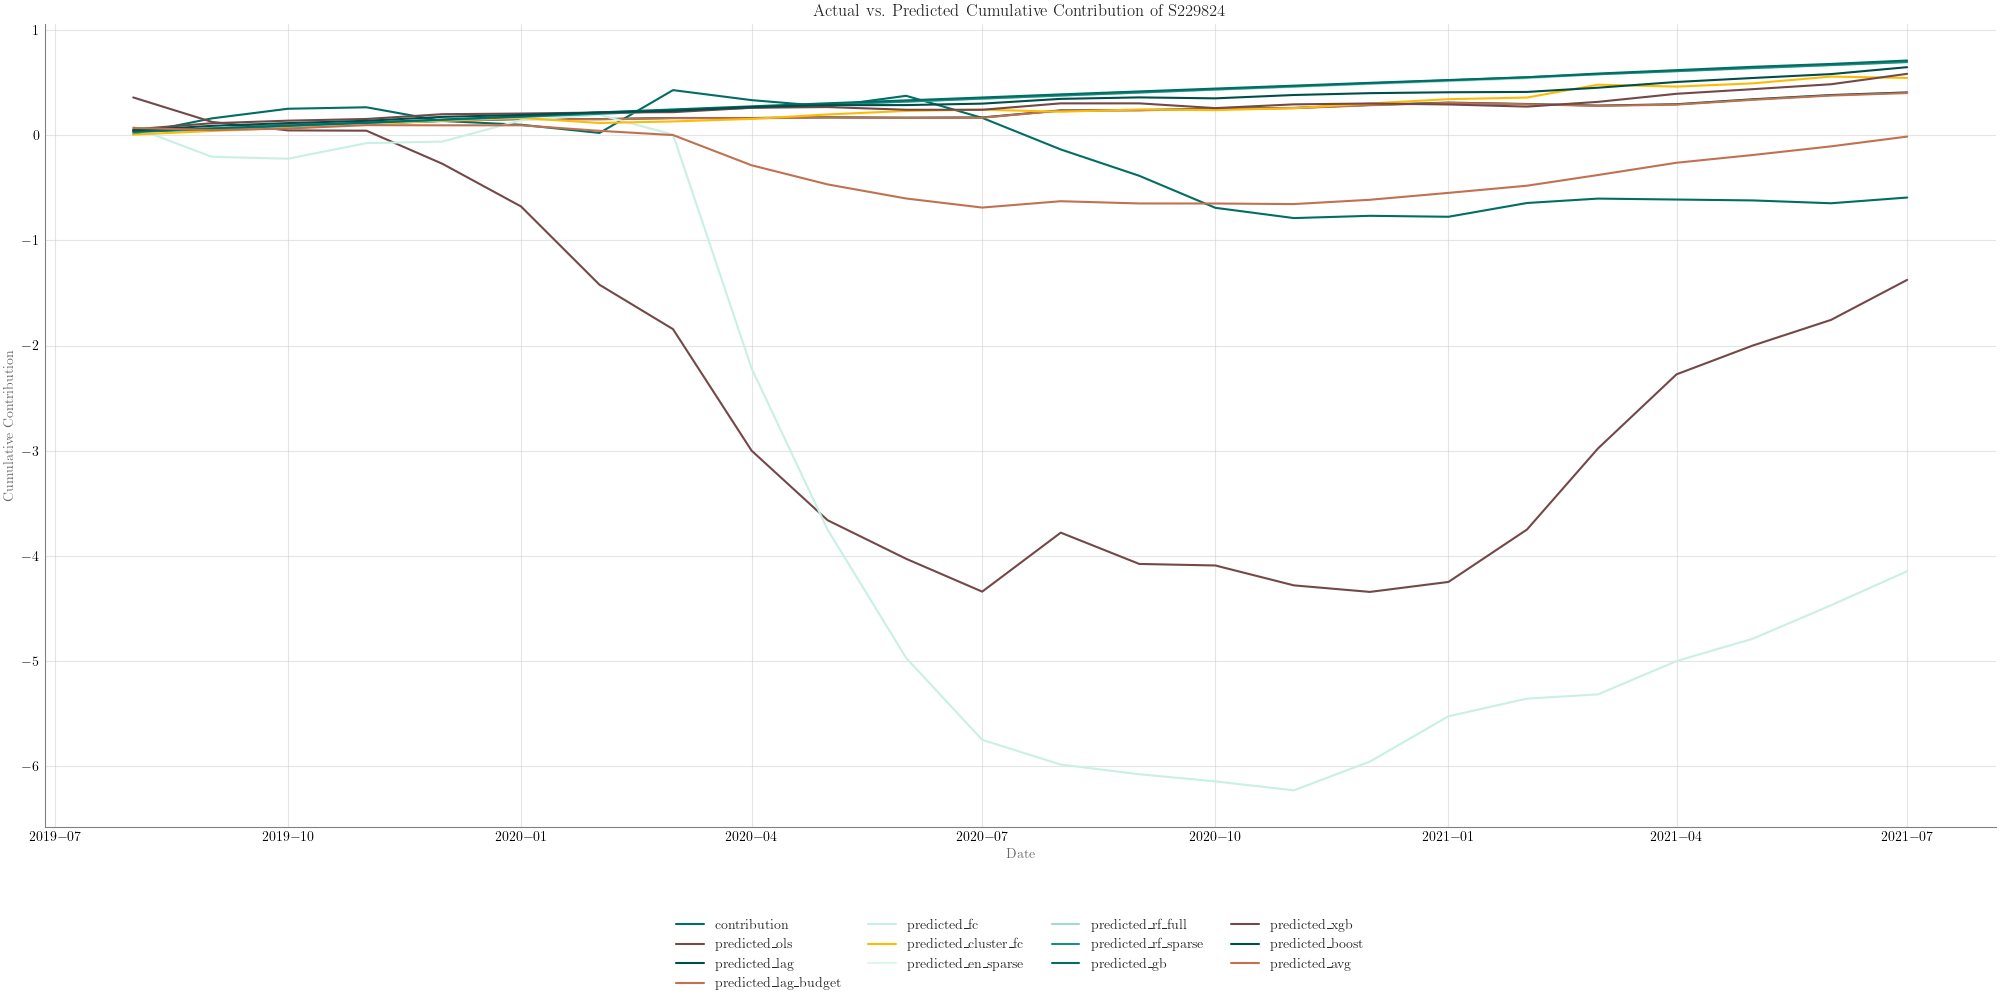 Actual vs. Predicted Cumulative Contribution of S229824
1
0
−1
−2
−3
−4
−5
−6
Cumulative Contribution
2019−07 2019−10 2020−01 2020−04 2020−07 2020−10 2021−01 2021−04 2021−07
Date
contribution predicted_fc predicted_rf_full predicted_xgb
predicted_ols predicted_cluster_fc predicted_rf_sparse predicted_boost
predicted_lag predicted_en_sparse predicted_gb predicted_avg
predicted_lag_budget